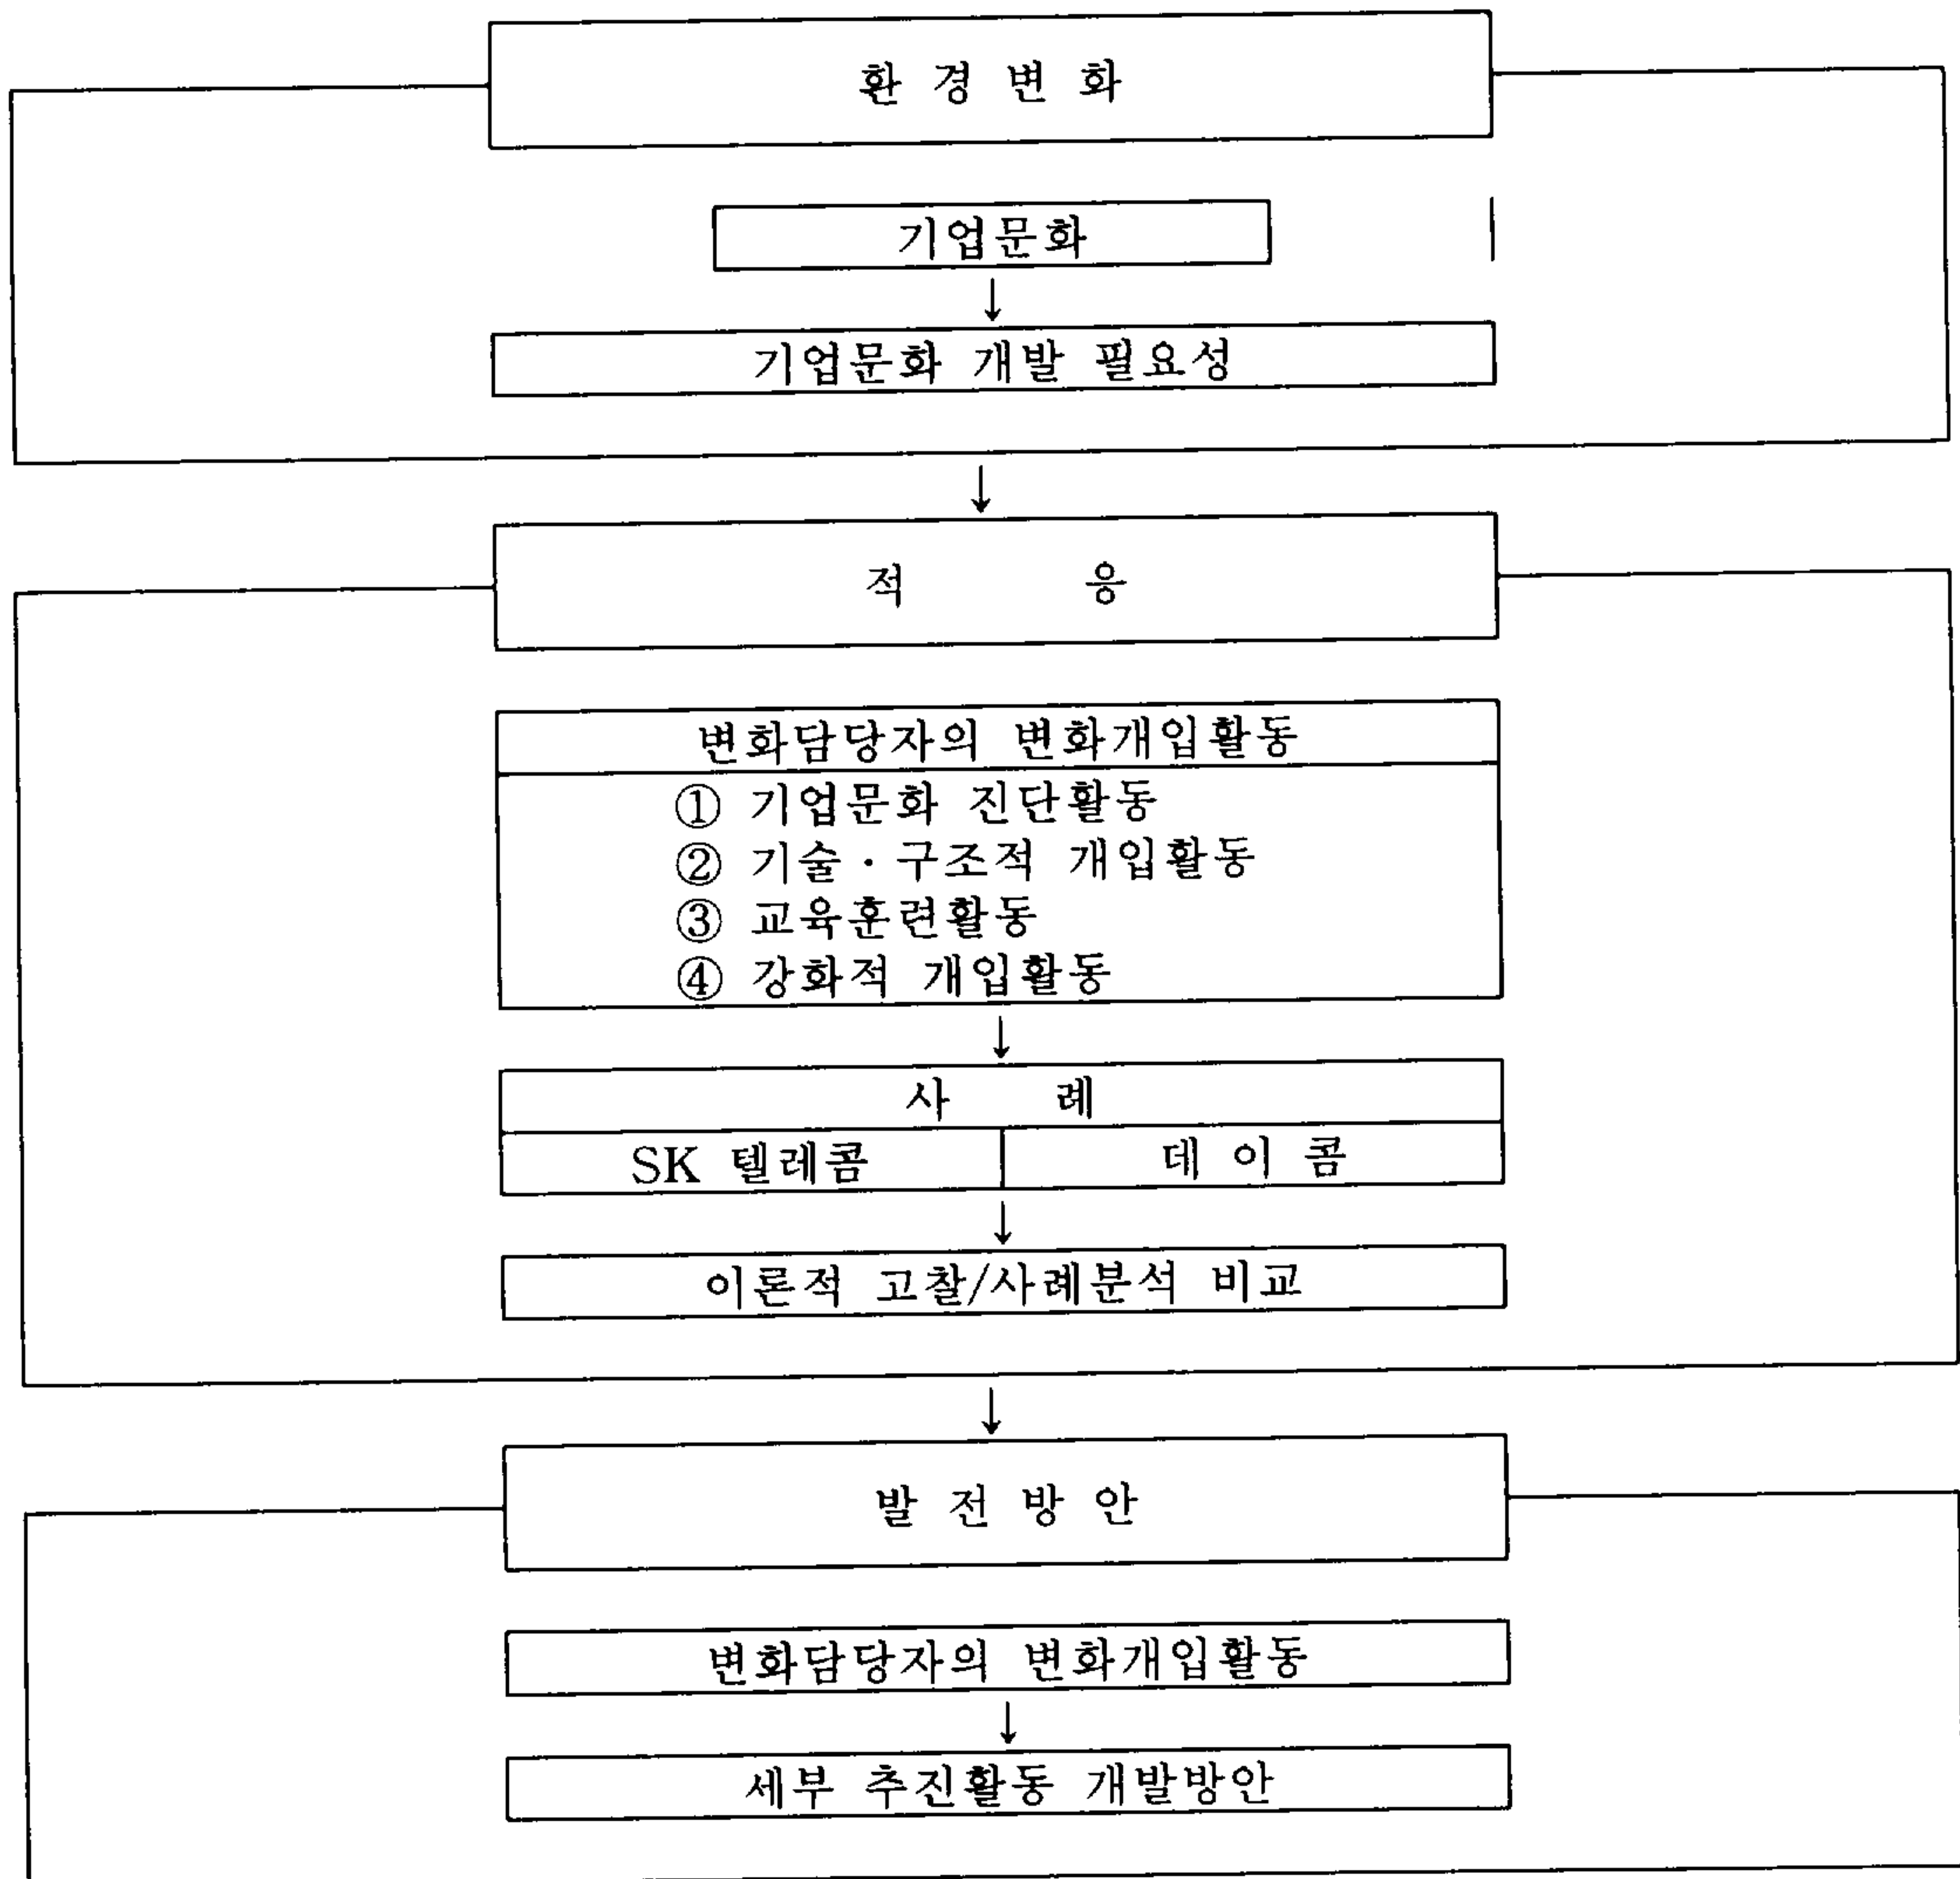 환 경 변 화
기업문화
↓
기업문화 개발 필요성
↓
적 응
변화담당자의 변화개입활동
① 기업문화 진단활동
② 기술 · 구조적 개입활동
③ 교육훈련활동
④ 강화적 개입활동
↓
사 례
SK 텔레콤 데 이 콤
↓
이론적 고찰/사례분석 비교
↓
발 전 방 안
변화담당자의 변화개입활동
↓
세부 추진활동 개발방안